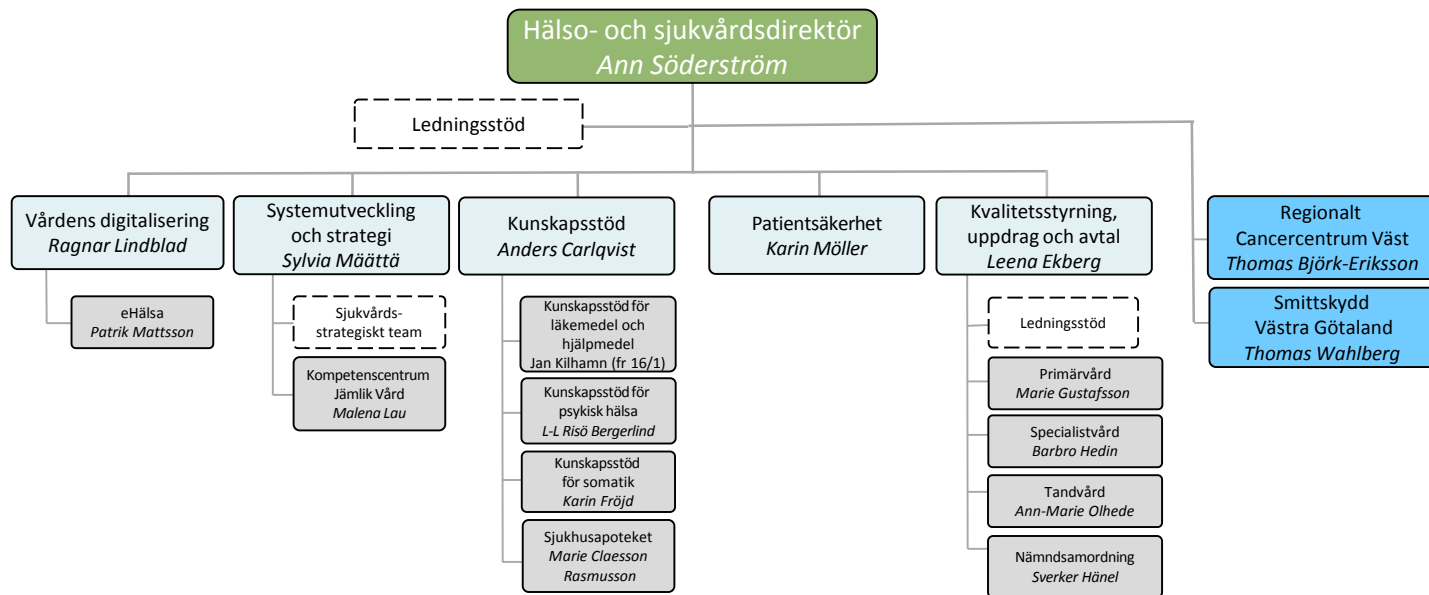 Hälso- och sjukvårdsdirektör
Ann Söderström
Ledningsstöd
Vårdens digitalisering
Ragnar Lindblad
eHälsa
Patrik Mattsson
Systemutveckling
och strategi
Sylvia Määttä
Sjukvårds-
strategiskt team
Kompetenscentrum
Jämlik Vård
Malena Lau
Kunskapsstöd
Anders Carlqvist
Kunskapsstöd för
läkemedel och
hjälpmedel
Jan Kilhamn (fr 16/1)
Kunskapsstöd för
psykisk hälsa
L-L Risö Bergerlind
Kunskapsstöd
för somatik
Karin Fröjd
Sjukhusapoteket
Marie Claesson
Rasmusson
Patientsäkerhet
Karin Möller
Kvalitetsstyrning,
uppdrag och avtal
Leena Ekberg
Ledningsstöd
Primärvård
Marie Gustafsson
Specialistvård
Barbro Hedin
Tandvård
Ann-Marie Olhede
Nämndsamordning
Sverker Hänel
Regionalt
Cancercentrum Väst
Thomas Björk-Eriksson
Smittskydd
Västra Götaland
Thomas Wahlberg